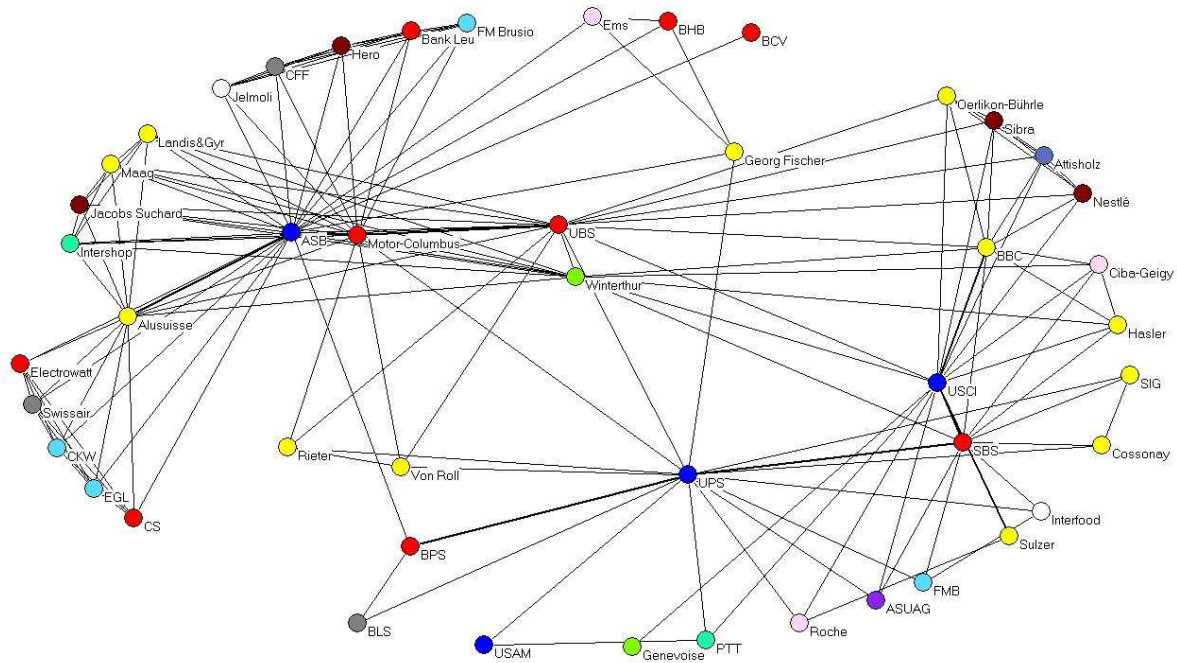 Ems
BHB
FM Brusio
Bank Leu
BCV
Hero
CFF
Jelmoli
Oerlikon-Bührle
Sibra
Landis&Gyr
Georg Fischer
Attisholz
Maag
Nestlé
Jacobs Suchard
Intershop
ASB
Motor-Columbus
UBS
BBC
Ciba-Geigy
Winterthur
Alusuisse
Hasler
Electrowatt
SIG
USCI
Swissair
CKW
Rieter
SBS
Cossonay
Von Roll
UPS
EGL
CS
Interfood
Sulzer
BPS
FMB
ASUAG
BLS
Roche
USAM
Genevoise
PTT